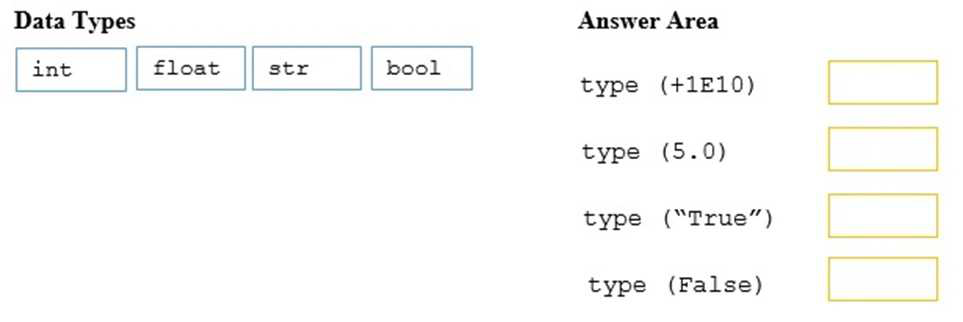 Data Types
int float str bool
Answer Area
type (+1E10)
type (5.0)
type (“True”)
type (False)